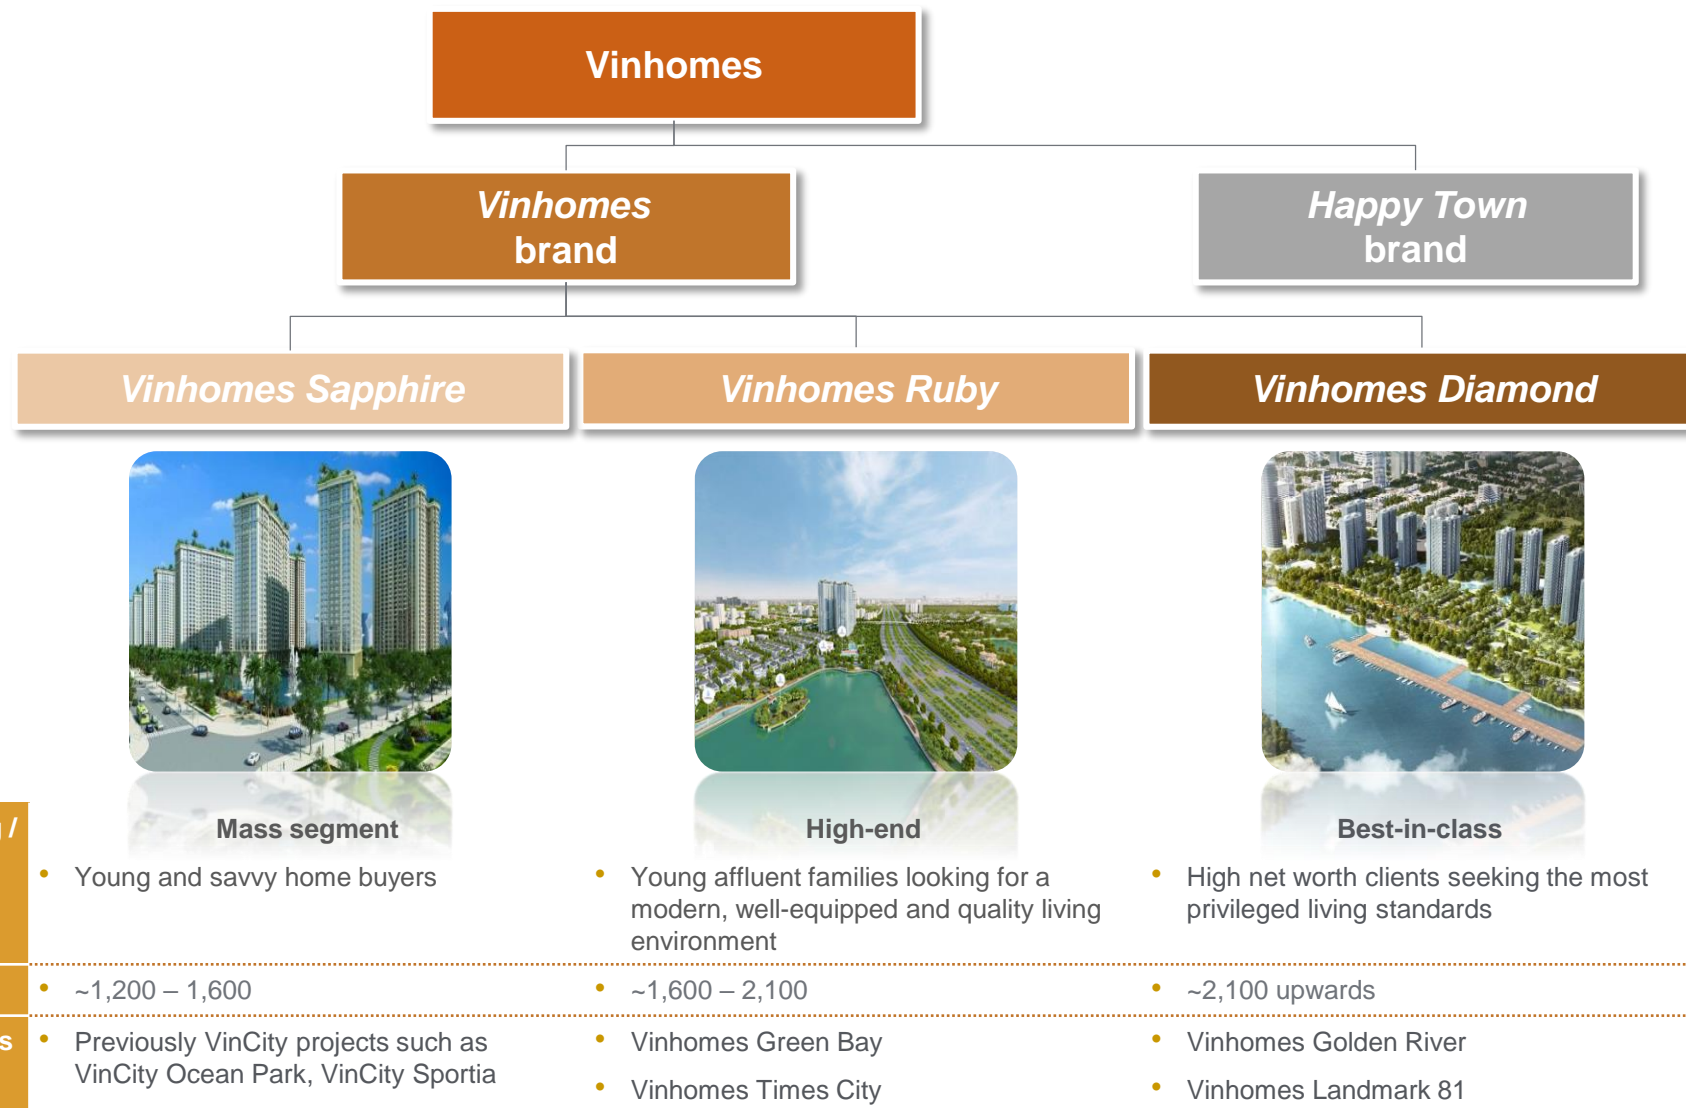 Vinhomes
Vinhomes
brand
Happy Town
brand
Vinhomes Sapphire
Vinhomes Ruby
Vinhomes Diamond
/
Mass segment
High-end
Best-in-class
• Young and savvy home buyers
• Young affluent families looking for a
modern, well-equipped and quality living
environment
• High net worth clients seeking the most
privileged living standards
• ~1,200 – 1,600
• ~1,600 – 2,100
• ~2,100 upwards
s
• Previously VinCity projects such as
VinCity Ocean Park, VinCity Sportia
• Vinhomes Green Bay
• Vinhomes Times City
• Vinhomes Golden River
• Vinhomes Landmark 81